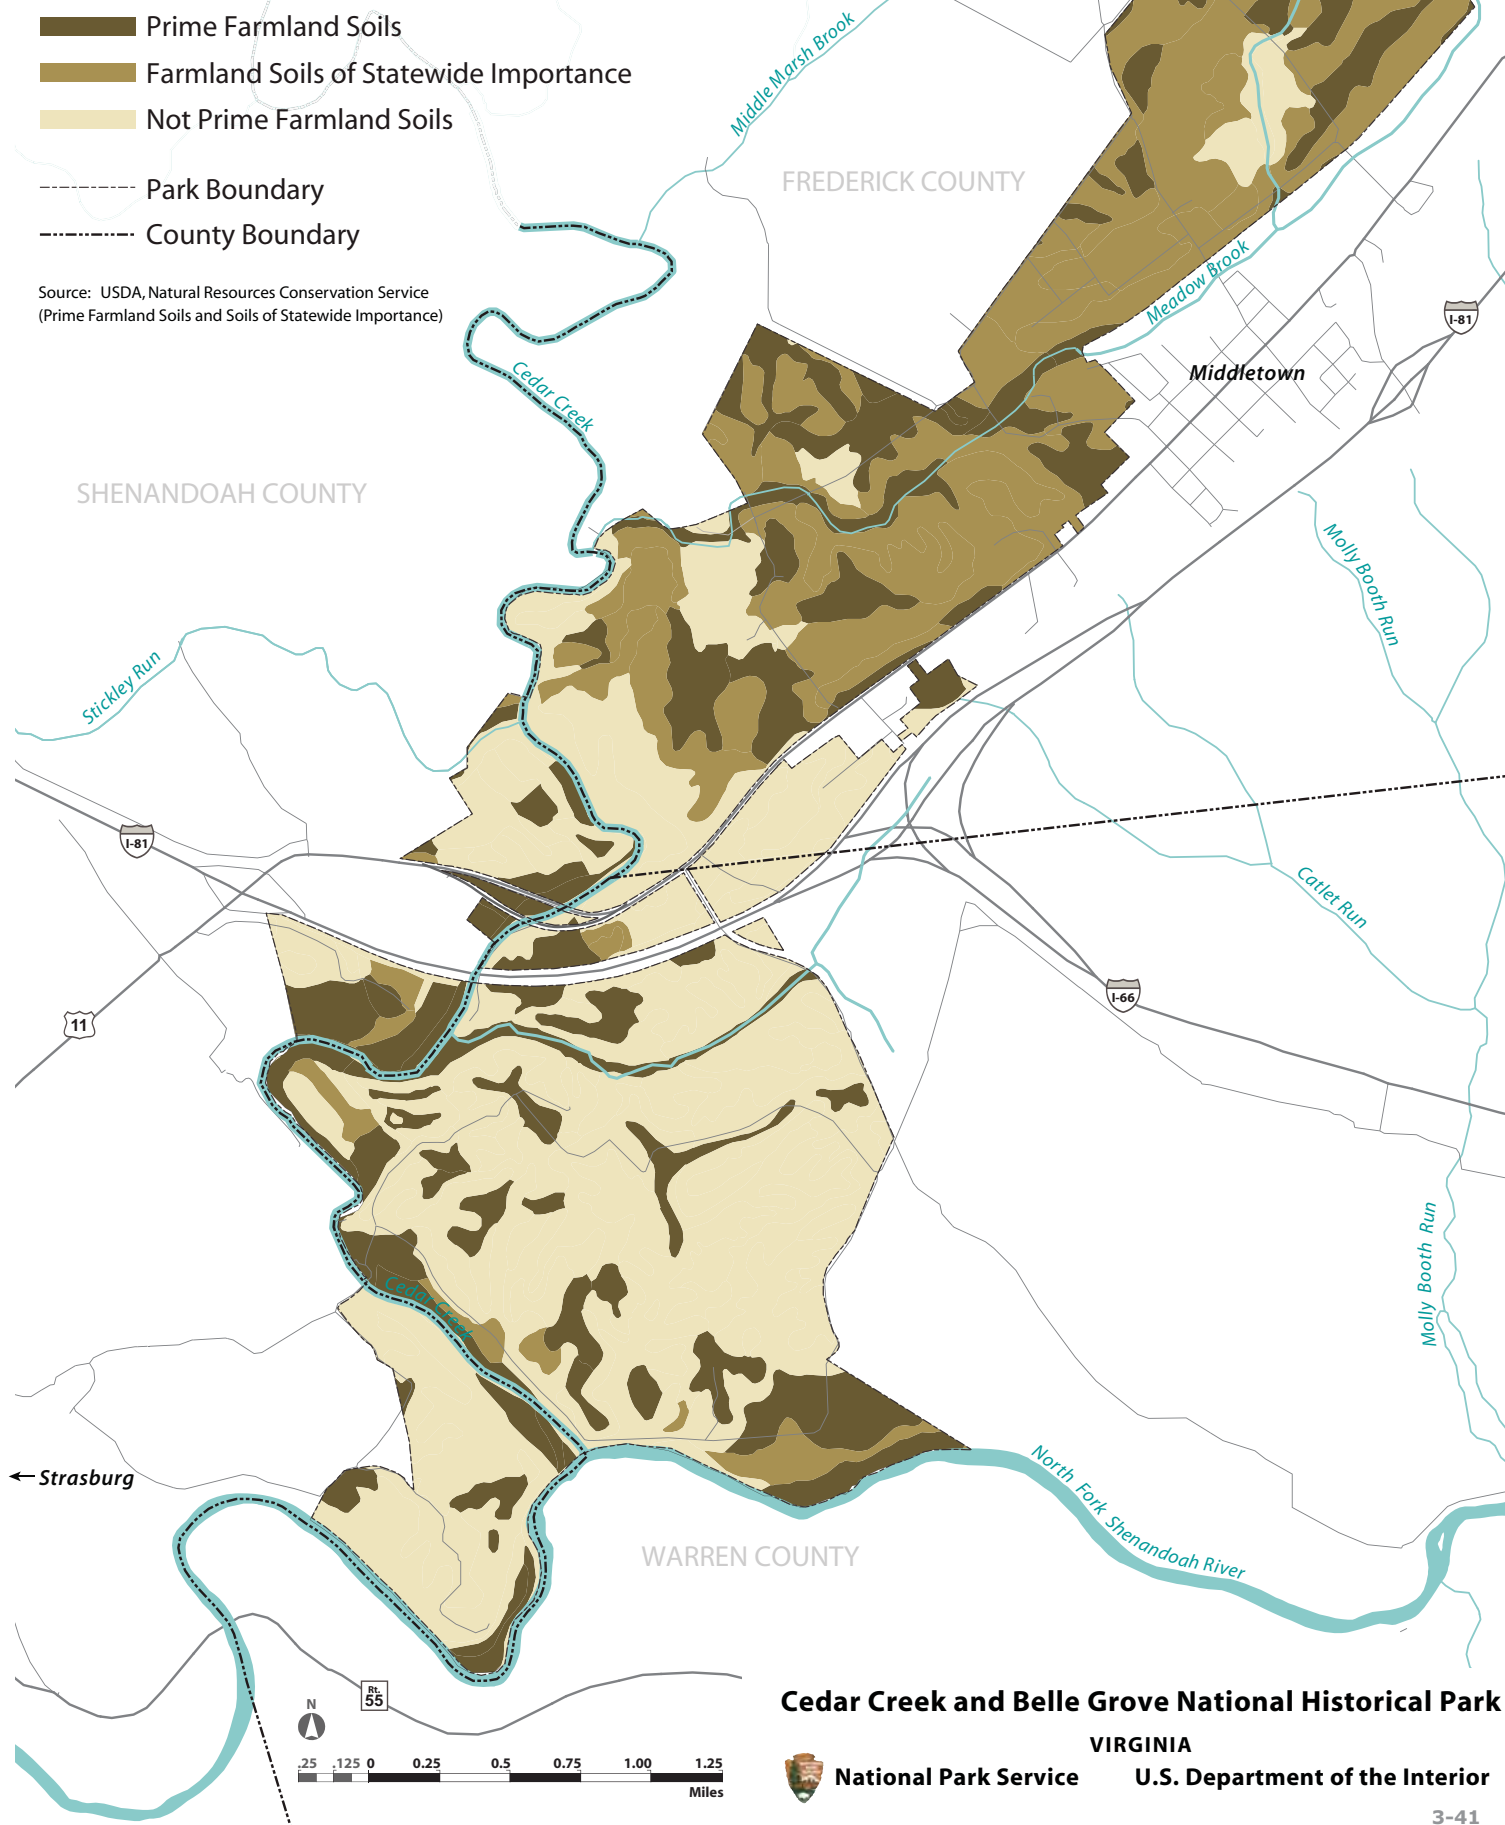 Prime Farmland Soils
Farmland Soils of Statewide Importance
Not Prime Farmland Soils
Park Boundary
County Boundary
Source: USDA, Natural Resources Conservation Service
(Prime Farmland Soils and Soils of Statewide Importance)
Middle Marsh Brook
FREDERICK COUNTY
Meadow Brook
I-81
Middletown
Cedar Creek
SHENANDOAH COUNTY
Molly Booth Run
Stickley Run
I-81
Catlet Run
I-66
11
Molly Booth Run
Cedar Creek
Strasburg
North Fork Shenandoah River
WARREN COUNTY
Rt.
55
N
.25 .125 0 0.25 0.5 0.75 1.00 1.25
Miles
Cedar Creek and Belle Grove National Historical Park
VIRGINIA
National Park Service U.S. Department of the Interior
3-41